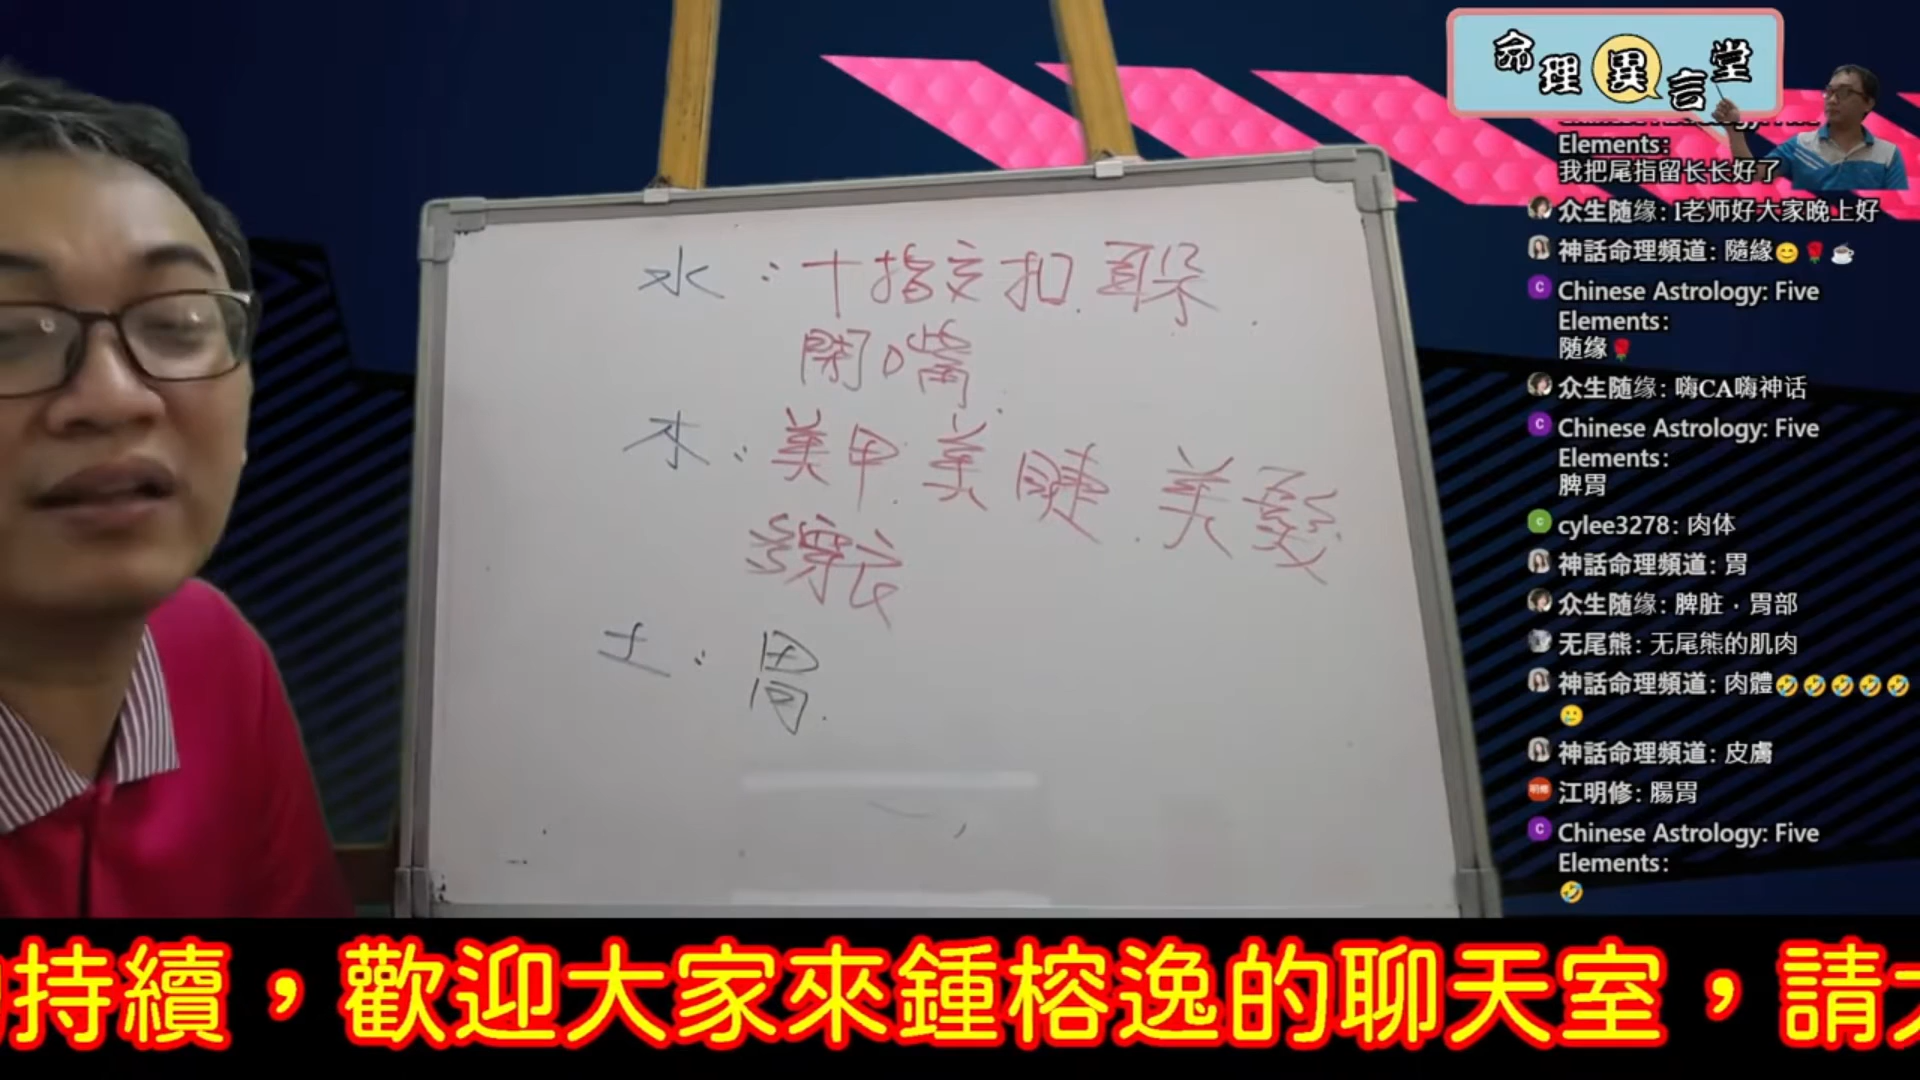 命理異言堂
水：十指交扣 躲
閉嘴
木：美甲 美睫 美髮
穿衣
土：胃
Elements:
我把尾指留长长好了
众生随缘: l老师好大家晚上好
神話命理頻道: 隨緣😊🌹☕
Chinese Astrology: Five
Elements:
随缘🌹
众生随缘: 嗨CA嗨神话
Chinese Astrology: Five
Elements:
脾胃
cylee3278: 肉体
神話命理頻道: 胃
众生随缘: 脾脏·胃部
无尾熊: 无尾熊的肌肉
神話命理頻道: 肉體🤣🤣🤣🤣🤣
🥲
神話命理頻道: 皮膚
江明修: 腸胃
Chinese Astrology: Five
Elements:
🤣
持續，歡迎大家來鍾榕逸的聊天室，請